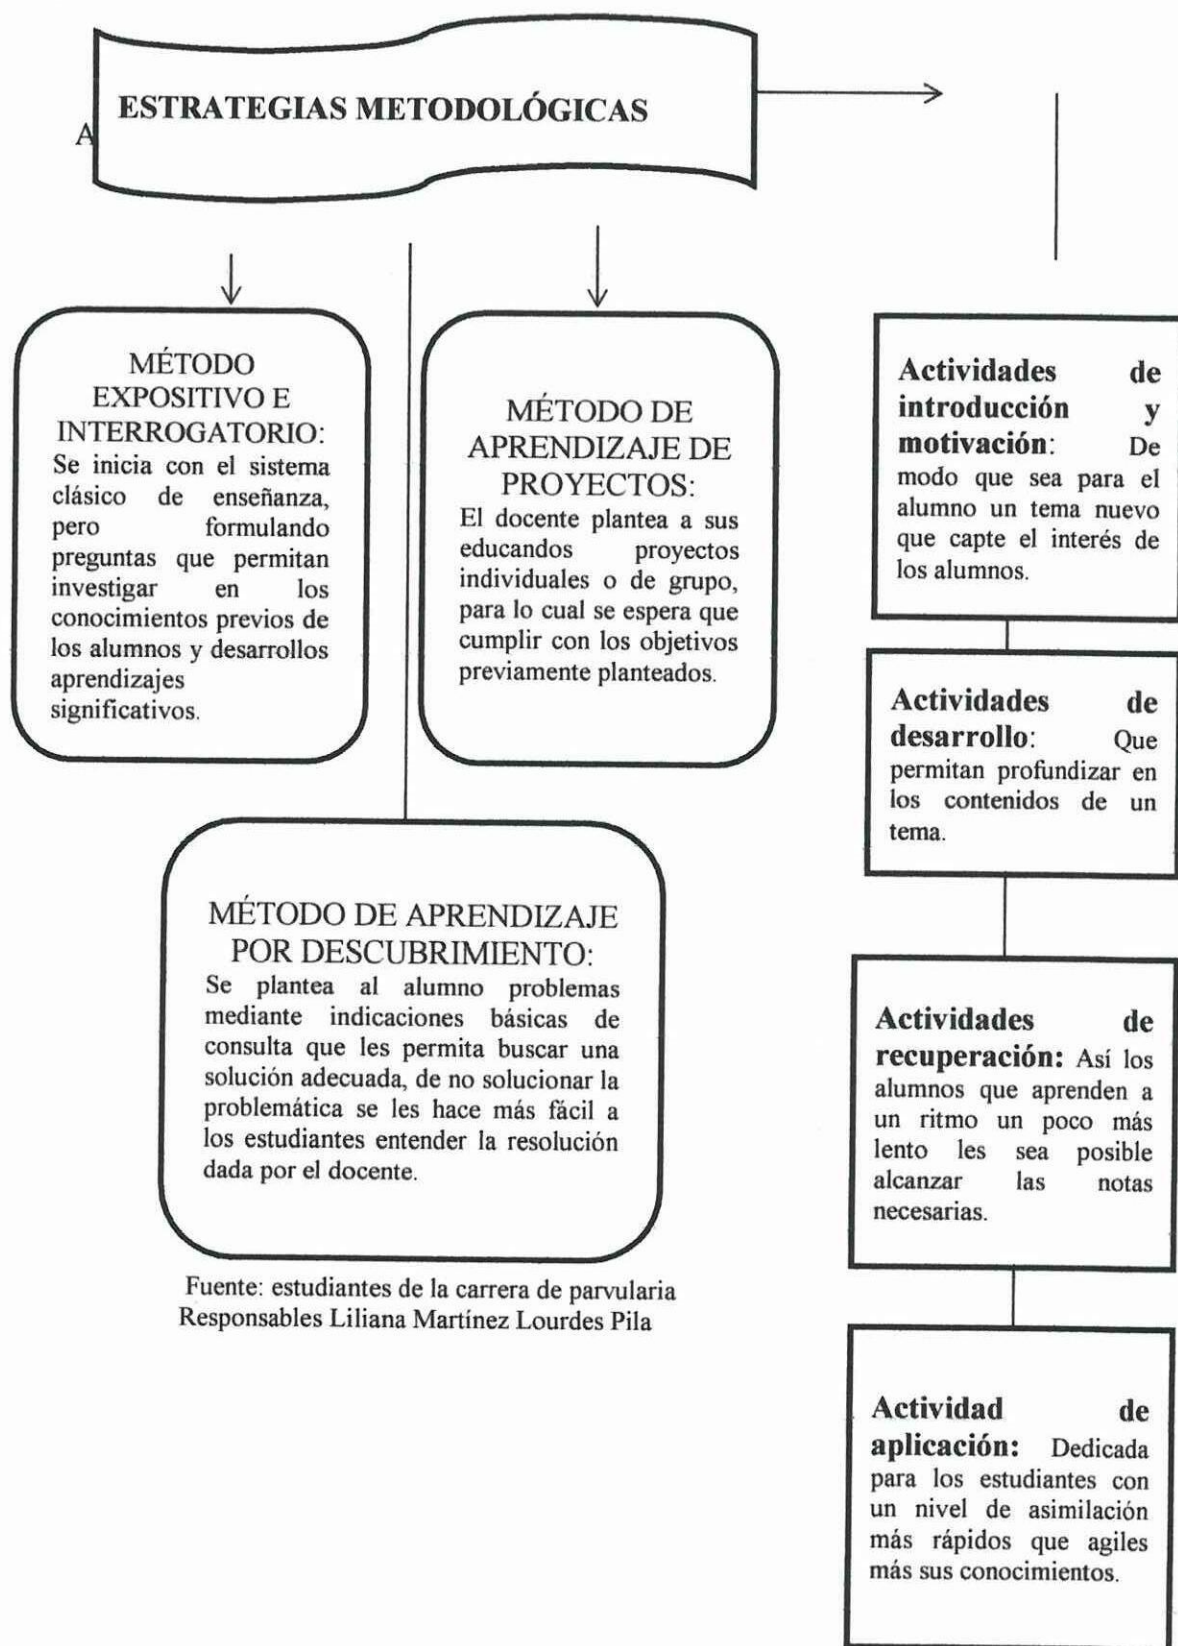 ESTRATEGIAS METODOLÓGICAS
A
MÉTODO
EXPOSITIVO E
INTERROGATORIO:
Se inicia con el sistema
clásico de enseñanza,
pero formulando
preguntas que permitan
investigar en los
conocimientos previos de
los alumnos y desarrollos
aprendizajes
significativos.
MÉTODO DE
APRENDIZAJE DE
PROYECTOS:
El docente plantea a sus
educandos proyectos
individuales o de grupo,
para lo cual se espera que
cumplir con los objetivos
previamente planteados.
MÉTODO DE APRENDIZAJE
POR DESCUBRIMIENTO:
Se plantea al alumno problemas
mediante indicaciones básicas de
consulta que les permita buscar una
solución adecuada, de no solucionar la
problemática se les hace más fácil a
los estudiantes entender la resolución
dada por el docente.
Fuente: estudiantes de la carrera de parvularia
Responsables Liliana Martínez Lourdes Pila
Actividades de
introducción y
motivación: De
modo que sea para el
alumno un tema nuevo
que capte el interés de
los alumnos.
Actividades de
desarrollo: Que
permitan profundizar en
los contenidos de un
tema.
Actividades de
recuperación: Así los
alumnos que aprenden a
un ritmo un poco más
lento les sea posible
alcanzar las notas
necesarias.
Actividad de
aplicación: Dedicada
para los estudiantes con
un nivel de asimilación
más rápidos que agiles
más sus conocimientos.